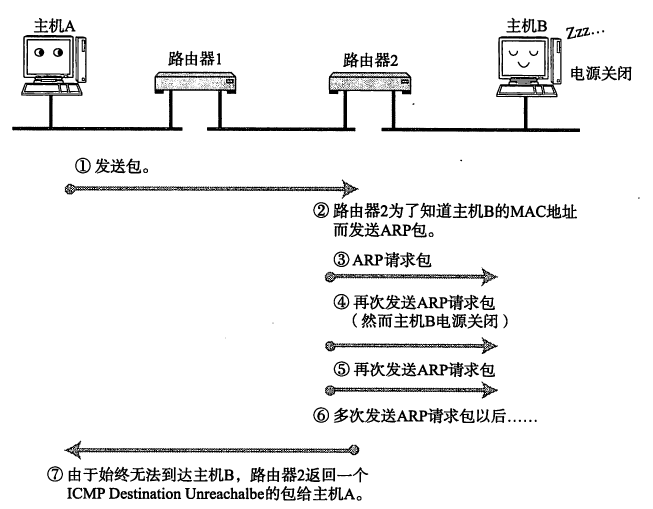 主机A
主机B
Zzz...
路由器1
路由器2
电源关闭
① 发送包。
② 路由器2为了知道主机B的MAC地址
而发送ARP包。
③ ARP请求包
④ 再次发送ARP请求包
（然而主机B电源关闭）
⑤ 再次发送ARP请求包
⑥ 多次发送ARP请求包以后……
⑦ 由于始终无法到达主机B，路由器2返回一个
ICMP Destination Unreachalbe的包给主机A。